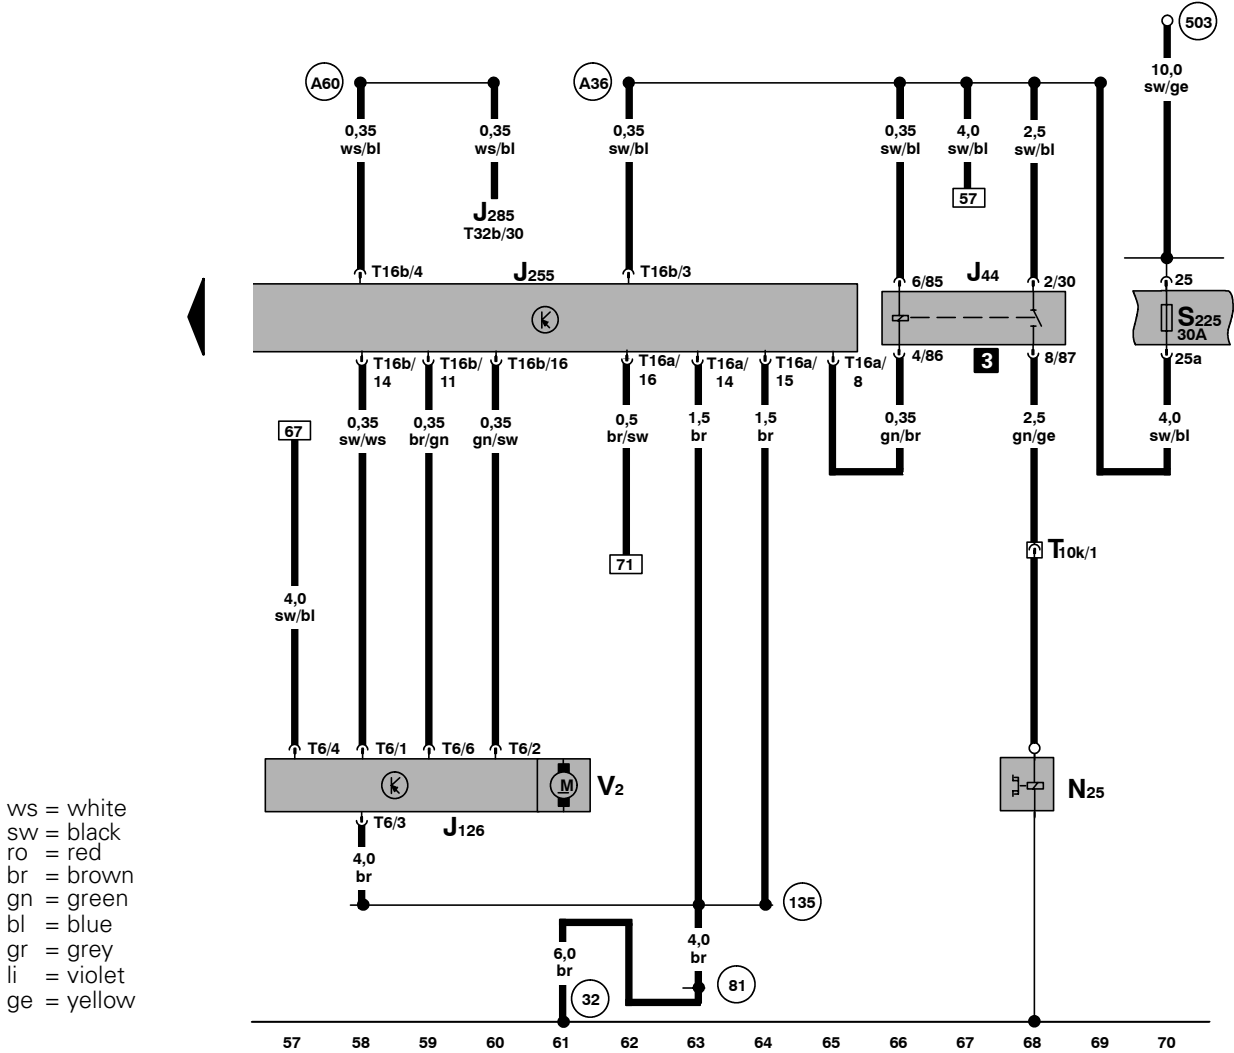 503
A60
A36
10,0
sw/ge
0,35
ws/bl
0,35
ws/bl
0,35
sw/bl
0,35
sw/bl
4,0
sw/bl
2,5
sw/bl
57
J285
T32b/30
T16b/4
J255
T16b/3
6/85
J44
2/30
25
S225
30A
T16b/
14
T16b/
11
T16b/16
T16a/
16
T16a/
14
T16a/
15
T16a/
8
4/86
3
8/87
25a
67
0,35
sw/ws
0,35
br/gn
0,35
gn/sw
0,5
br/sw
1,5
br
1,5
br
0,35
gn/br
2,5
gn/ge
4,0
sw/bl
71
T10k/1
4,0
sw/bl
T6/4
T6/1
T6/6
T6/2
M
V2
N25
T6/3
J126
4,0
br
135
6,0
br
4,0
br
32
81
ws = white
sw = black
ro = red
br = brown
gn = green
bl = blue
gr = grey
li = violet
ge = yellow
57 58 59 60 61 62 63 64 65 66 67 68 69 70